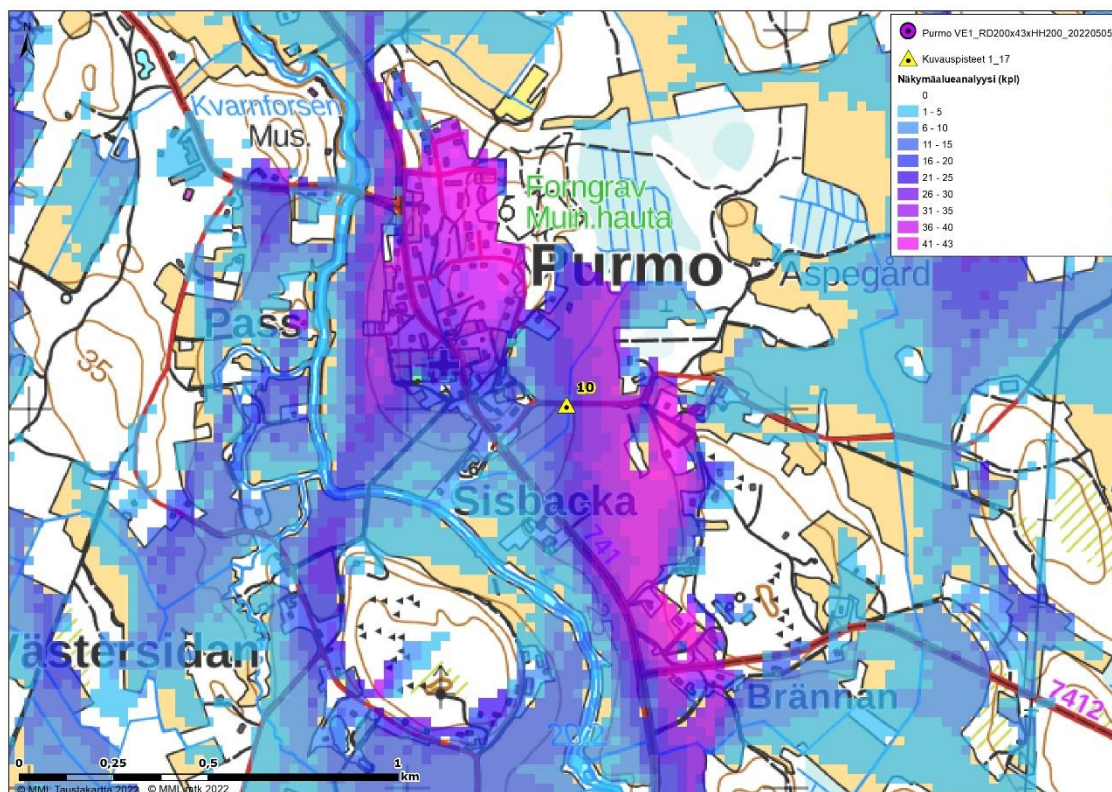 N
Purmo VE1_RD200x43xHH200_20220505
Kuvauspisteet 1_17
Näkymäalueanalyysi (kpl)
0
1 - 5
6 - 10
11 - 15
16 - 20
21 - 25
26 - 30
31 - 35
36 - 40
41 - 43
Kvarnforsen
Mus.
Forngrav
Muin.hauta
Purmo
Åspegård
Pass
35
10
Sisbacka
741
Västersidan
Brännan
7412
0 0,25 0,5 1
km
© MML Taustakartta 2022 © MML mtk 2022